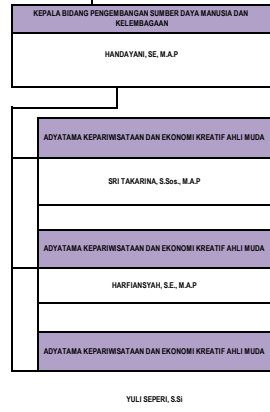 KEPALA BIDANG PENGEMBANGAN SUMBER DAYA MANUSIA DAN
KELEMBAGAAN
HANDAYANI, SE, M.A.P
ADYATAMA KEPARIWISATAAN DAN EKONOMI KREATIF AHLI MUDA
SRI TAKARINA, S.Sos., M.A.P
ADYATAMA KEPARIWISATAAN DAN EKONOMI KREATIF AHLI MUDA
HARFIANSYAH, S.E., M.A.P
ADYATAMA KEPARIWISATAAN DAN EKONOMI KREATIF AHLI MUDA
YULI SEPERI, S.Si